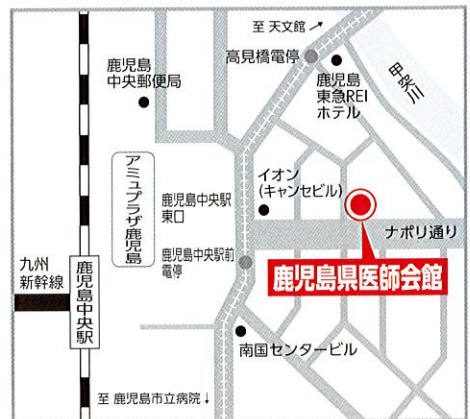 至 天文館
高見橋電停
鹿児島
中央郵便局
鹿児島
東急REI
ホテル
甲突川
アミュプラザ鹿児島
鹿児島中央駅
東口
イオン
(キャンセビル)
ナポリ通り
鹿児島中央駅前
電停
鹿児島県医師会館
九州
新幹線
鹿児島中央駅
南国センタービル
至 鹿児島市立病院